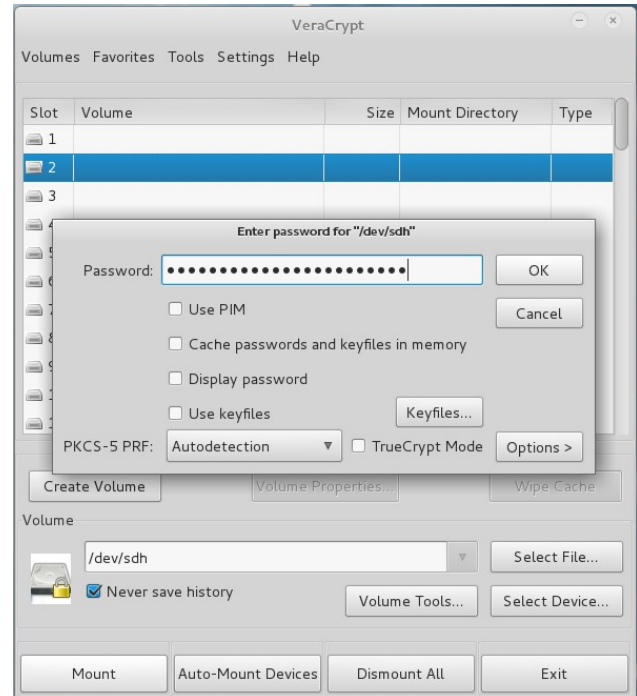 VeraCrypt
Volumes Favorites Tools Settings Help
Slot Volume Size Mount Directory Type
1
2
3
4
Enter password for "/dev/sdh"
Password: ●●●●●●●●●●●●●●●●●●●●●●● OK
Use PIM Cancel
Cache passwords and keyfiles in memory
Display password
Use keyfiles Keyfiles...
PKCS-5 PRF: Autodetection TrueCrypt Mode Options >
Create Volume Volume Properties... Wipe Cache
Volume
/dev/sdh Select File...
Never save history Volume Tools... Select Device...
Mount Auto-Mount Devices Dismount All Exit